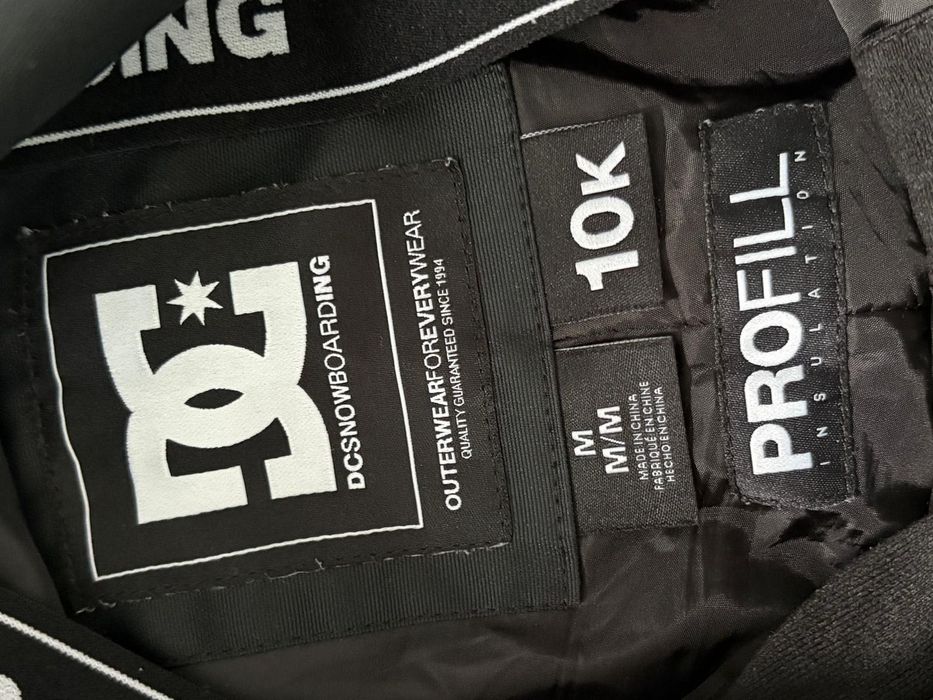 ING
DC
DCSNOWBOARDING
OUTERWEARFOREVERYWEAR
QUALITY GUARANTEED SINCE 1994
10K
M
M/M
MADE IN CHINA
FABRIQUÉ EN CHINE
HECHO EN CHINA
PROFILL
INSULATION